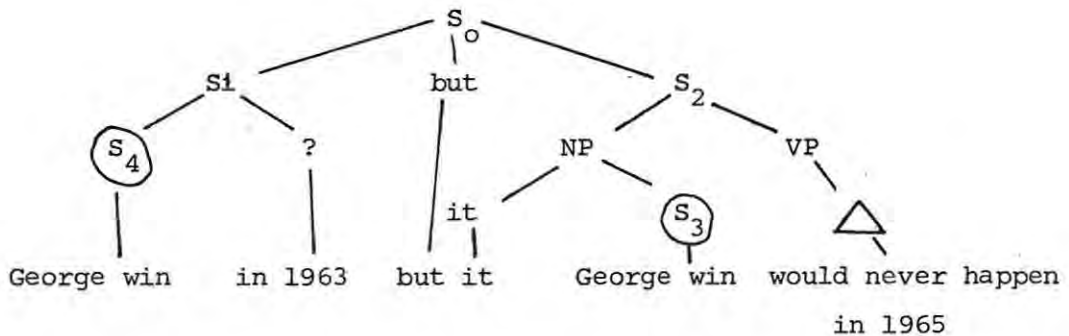 S0
S1 but S2
S4 ? NP VP
it S3
George win in 1963 but it George win would never happen
in 1965